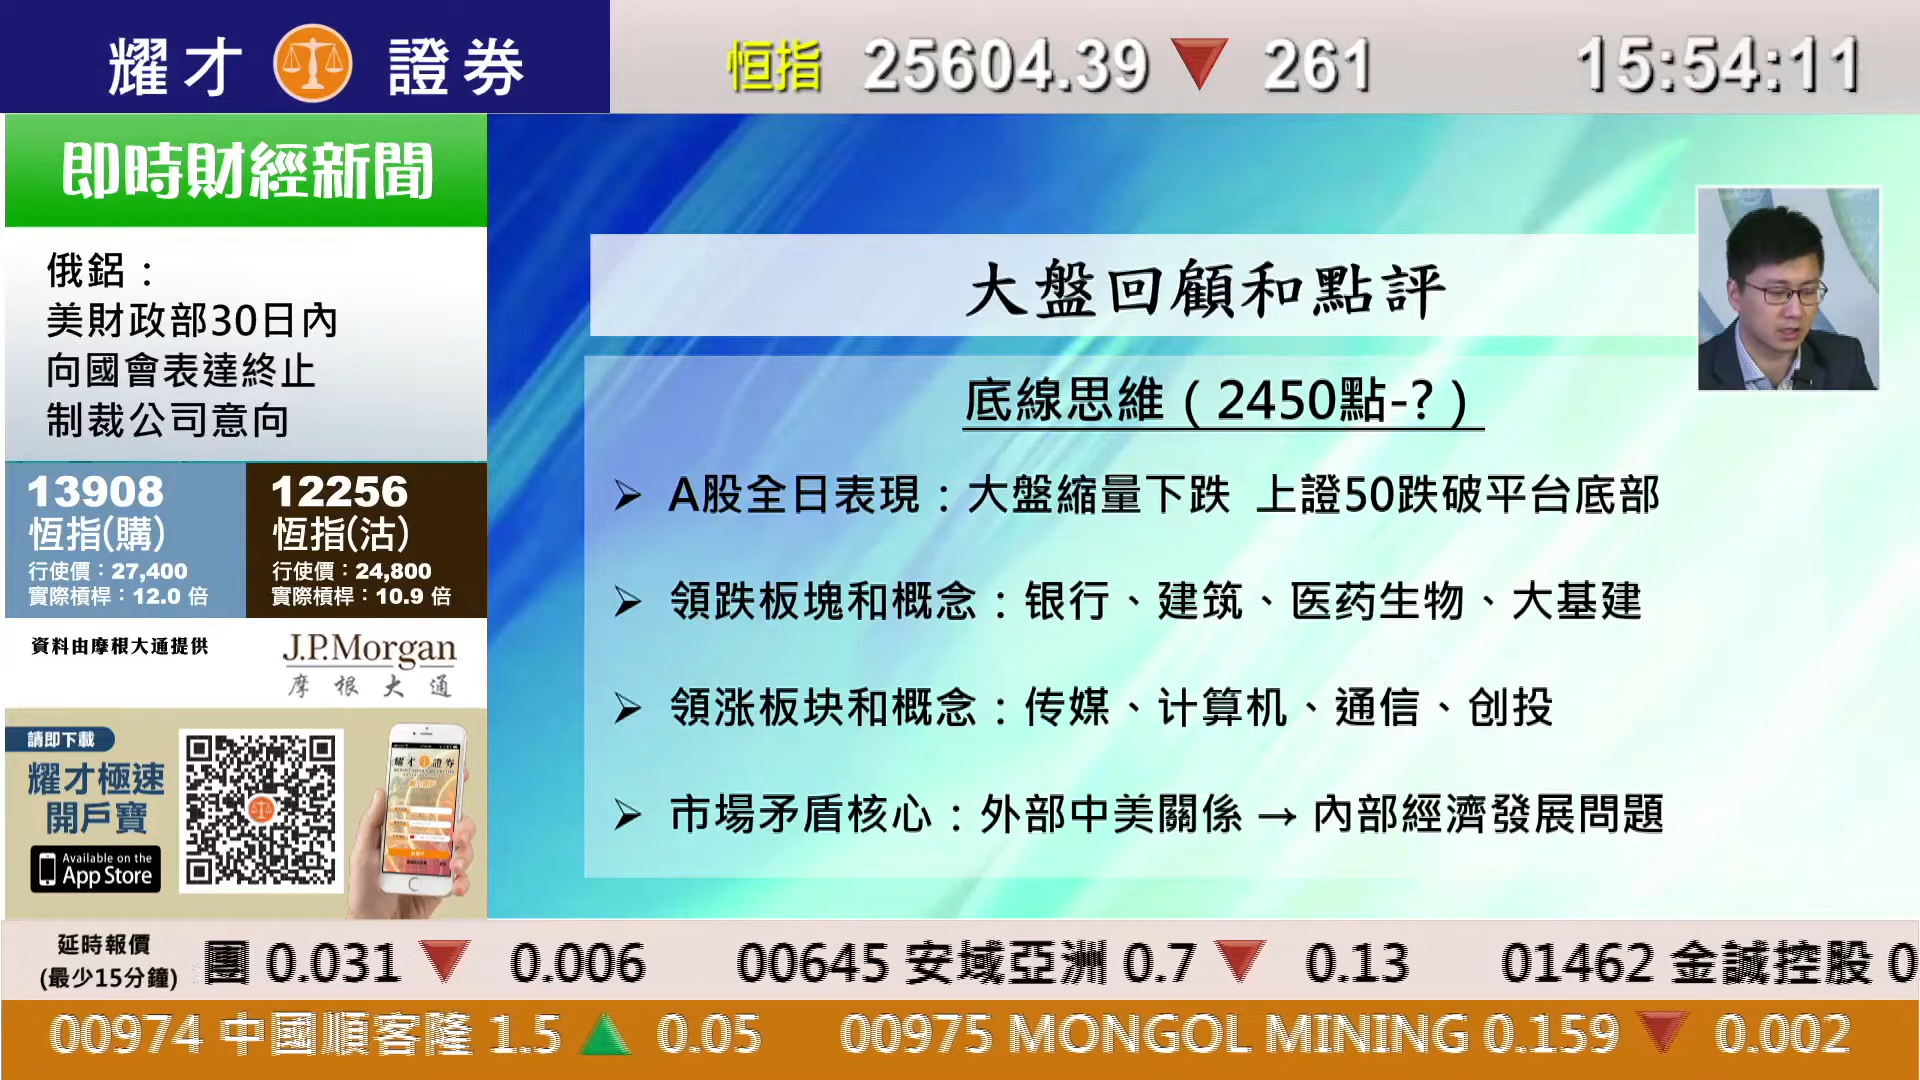 耀才 證券
恒指 25604.39 ▼ 261 15:54:11
即時財經新聞
俄鋁：
美財政部30日內
向國會表達終止
制裁公司意向
13908
恆指(購)
行使價：27,400
實際槓桿：12.0 倍
12256
恆指(沽)
行使價：24,800
實際槓桿：10.9 倍
資料由摩根大通提供
J.P.Morgan
摩根大通
請即下載
耀才極速
開戶寶
Available on the
App Store
耀才證券
大盤回顧和點評
底線思維（2450點-?）
➢ A股全日表現：大盤縮量下跌 上證50跌破平台底部
➢ 領跌板塊和概念：银行、建筑、医药生物、大基建
➢ 領涨板块和概念：传媒、计算机、通信、创投
➢ 市場矛盾核心：外部中美關係 → 內部經濟發展問題
延時報價
(最少15分鐘)
團 0.031 ▼ 0.006 00645 安域亞洲 0.7 ▼ 0.13 01462 金誠控股 0
00974 中國順客隆 1.5 ▲ 0.05 00975 MONGOL MINING 0.159 ▼ 0.002